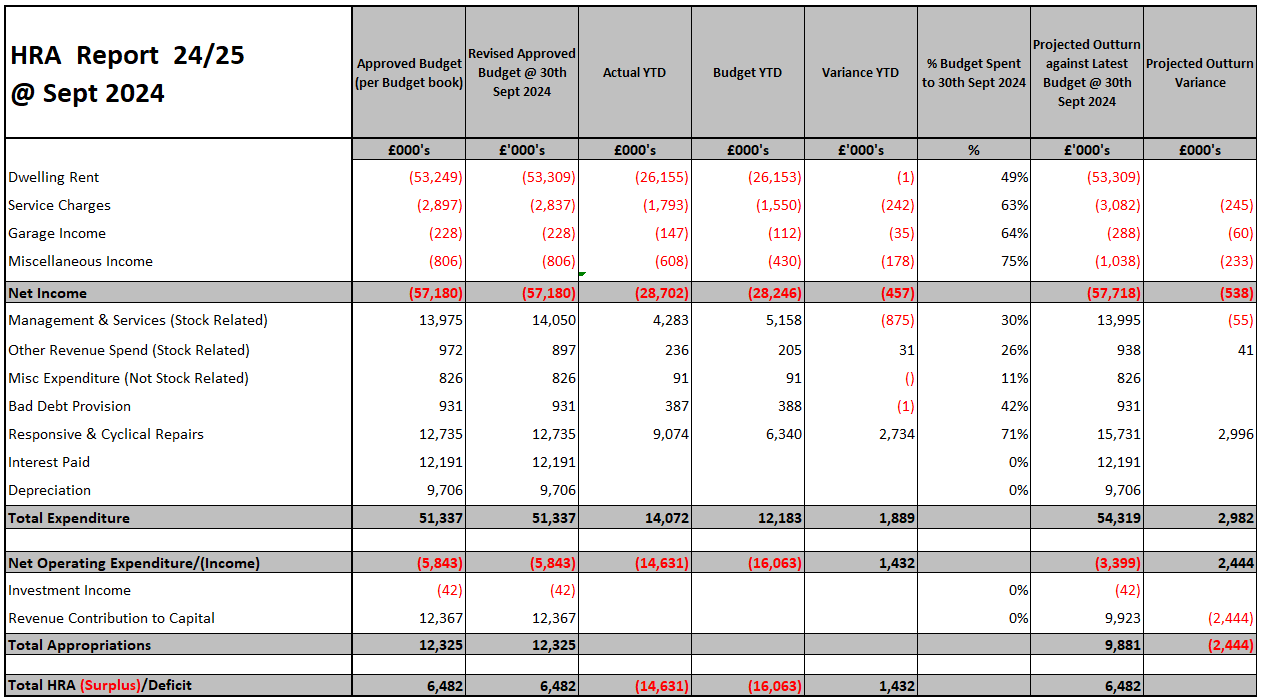 HRA Report 24/25
@ Sept 2024
Approved Budget (per Budget book) | Revised Approved Budget @ 30th Sept 2024 | Actual YTD | Budget YTD | Variance YTD | % Budget Spent to 30th Sept 2024 | Projected Outturn against Latest Budget @ 30th Sept 2024 | Projected Outturn Variance
£000's | £'000's | £000's | £000's | £'000's | % | £'000's | £000's
Dwelling Rent (53,249) (53,309) (26,155) (26,153) (1) 49% (53,309)
Service Charges (2,897) (2,837) (1,793) (1,550) (242) 63% (3,082) (245)
Garage Income (228) (228) (147) (112) (35) 64% (288) (60)
Miscellaneous Income (806) (806) (608) (430) (178) 75% (1,038) (233)
Net Income (57,180) (57,180) (28,702) (28,246) (457) (57,718) (538)
Management & Services (Stock Related) 13,975 14,050 4,283 5,158 (875) 30% 13,995 (55)
Other Revenue Spend (Stock Related) 972 897 236 205 31 26% 938 41
Misc Expenditure (Not Stock Related) 826 826 91 91 () 11% 826
Bad Debt Provision 931 931 387 388 (1) 42% 931
Responsive & Cyclical Repairs 12,735 12,735 9,074 6,340 2,734 71% 15,731 2,996
Interest Paid 12,191 12,191 0% 12,191
Depreciation 9,706 9,706 0% 9,706
Total Expenditure 51,337 51,337 14,072 12,183 1,889 54,319 2,982
Net Operating Expenditure/(Income) (5,843) (5,843) (14,631) (16,063) 1,432 (3,399) 2,444
Investment Income (42) (42) 0% (42)
Revenue Contribution to Capital 12,367 12,367 0% 9,923 (2,444)
Total Appropriations 12,325 12,325 9,881 (2,444)
Total HRA (Surplus)/Deficit 6,482 6,482 (14,631) (16,063) 1,432 6,482